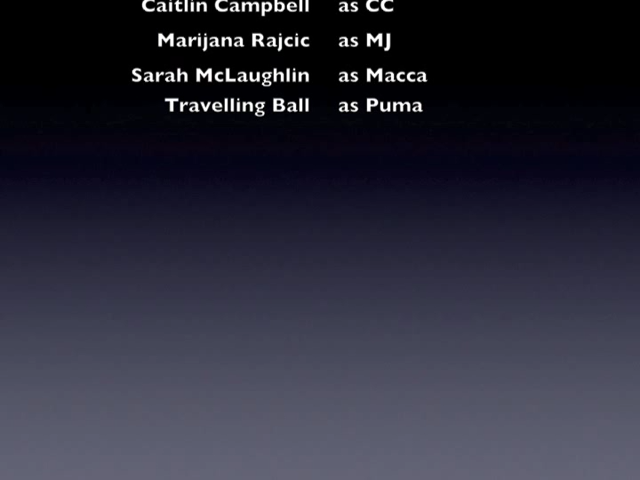 Caitlin Campbell as CC
Marijana Rajcic as MJ
Sarah McLaughlin as Macca
Travelling Ball as Puma